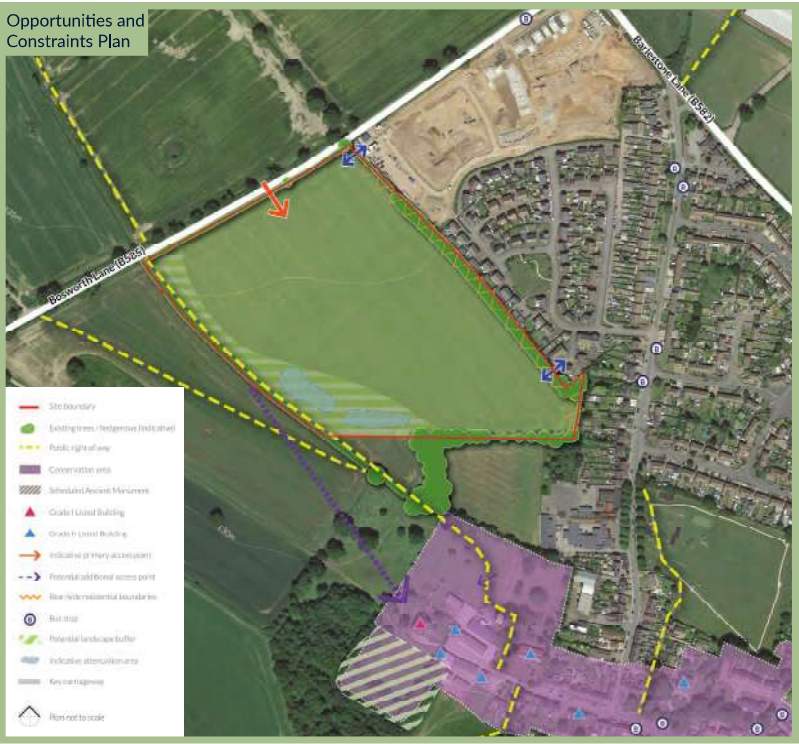 Opportunities and
Constraints Plan
Barlestone Lane (B582)
Bosworth Lane (B585)
Site boundary
Existing trees / hedgerows (indicative)
Public right of way
Conservation area
Scheduled Ancient Monument
Grade I Listed Building
Grade II Listed Building
Indicative primary access point
Potential additional access point
Rear/side residential boundaries
B Bus stop
Potential landscape buffer
Indicative attenuation area
Key carriageway
Plan not to scale